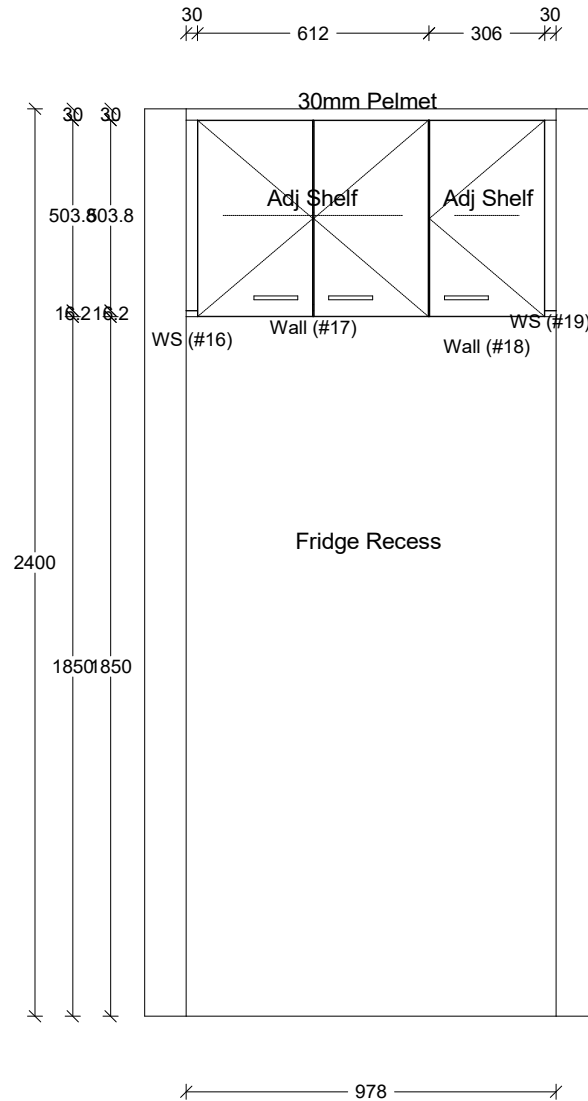 30 30
612 306
30mm Pelmet
30 30
Adj Shelf Adj Shelf
503.8 503.8
16.2 16.2
WS (#16) Wall (#17) Wall (#18) WS (#19)
Fridge Recess
2400
1850 1850
978